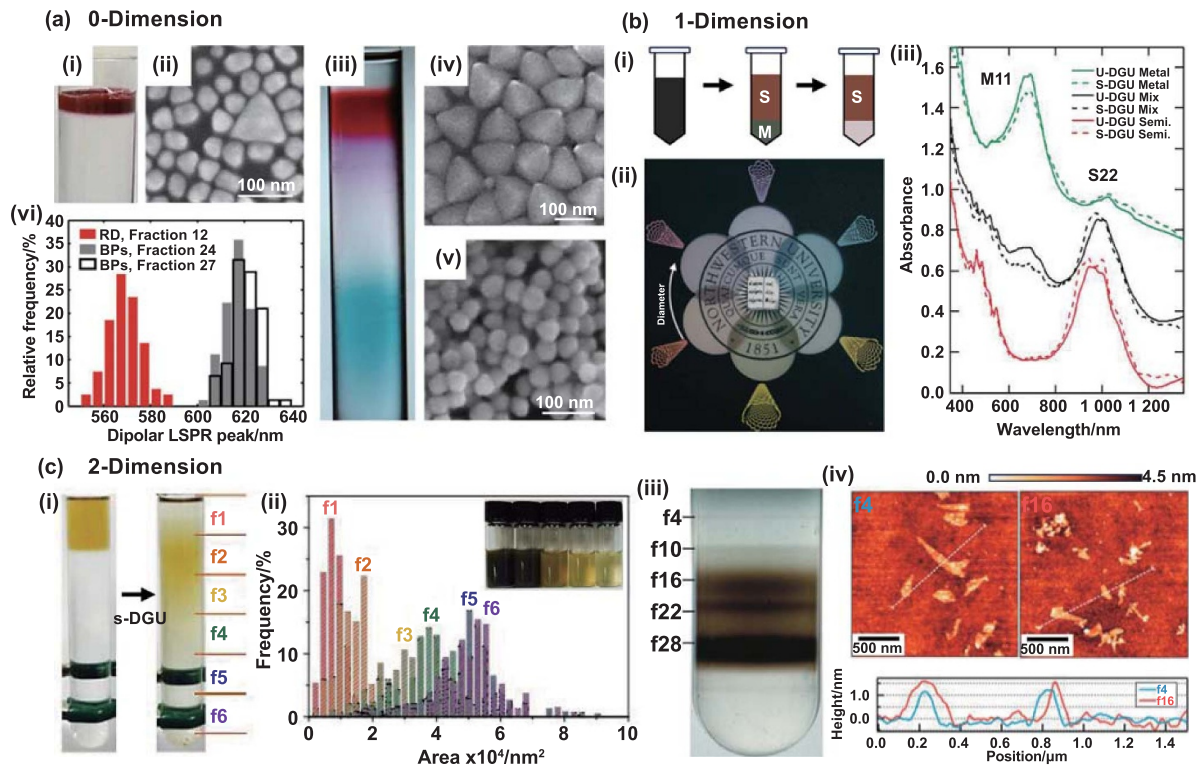 (a) 0-Dimension
(i)
(ii)
100 nm
(iii)
(iv)
100 nm
(v)
100 nm
(vi)
40
35
30
25
20
15
10
5
0
Relative frequency/%
RD, Fraction 12
BPs, Fraction 24
BPs, Fraction 27
560 580 600 620 640
Dipolar LSPR peak/nm
(b) 1-Dimension
(i)
S
M
S
(ii)
Diameter
NORTHWESTERN UNIVERSITY
1851
(iii)
1.6
1.4
1.2
1.0
0.8
0.6
0.4
0.2
0.0
Absorbance
M11
S22
U-DGU Metal
S-DGU Metal
U-DGU Mix
S-DGU Mix
U-DGU Semi.
S-DGU Semi.
400 600 800 1 000 1 200
Wavelength/nm
(c) 2-Dimension
(i)
s-DGU
f1
f2
f3
f4
f5
f6
(ii)
30
20
10
0
Frequency/%
f1
f2
f3
f4
f5
f6
0 2 4 6 8 10
Area x10⁴/nm²
(iii)
f4
f10
f16
f22
f28
(iv)
0.0 nm 4.5 nm
f4
500 nm
f16
500 nm
Height/nm
1.0
0.0
f4
f16
0.0 0.2 0.4 0.6 0.8 1.0 1.2 1.4
Position/μm